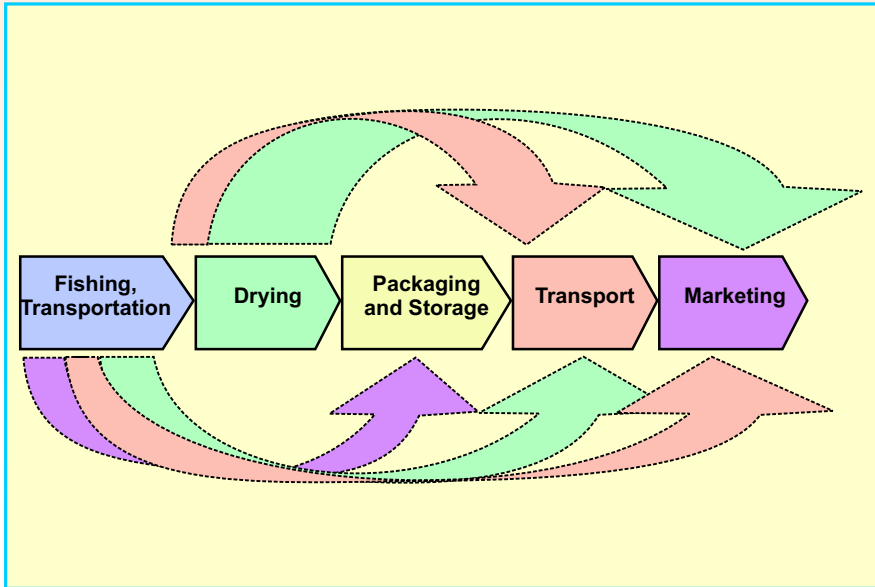 Fishing,
Transportation
Drying
Packaging
and Storage
Transport
Marketing